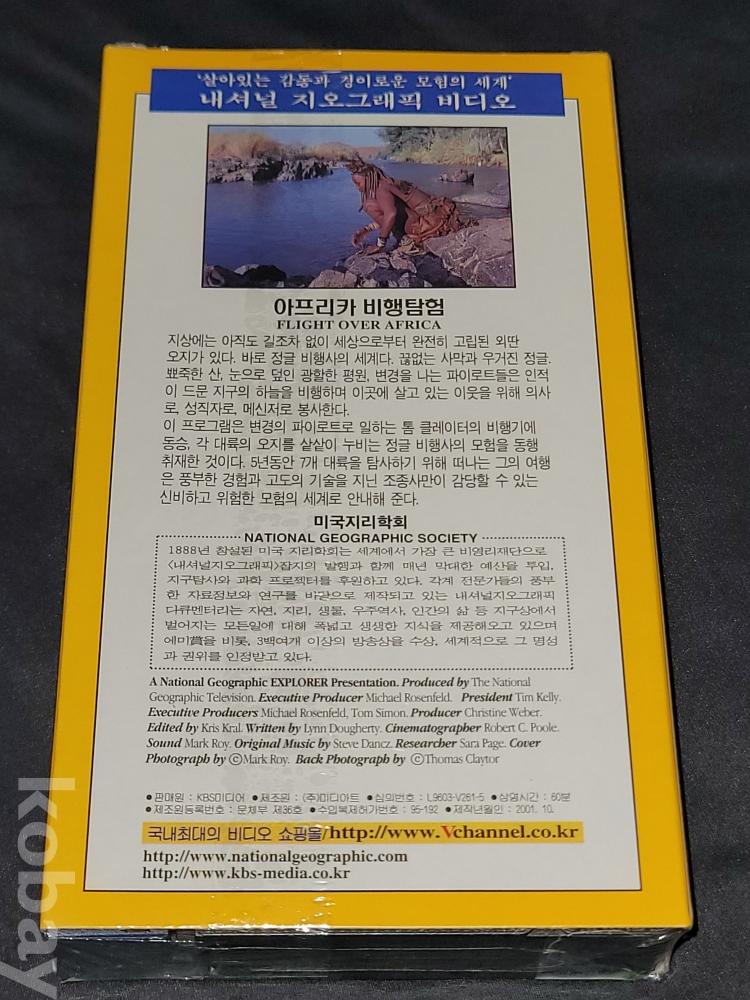 '살아있는 감동과 경이로운 모험의 세계'
내셔널 지오그래픽 비디오
아프리카 비행탐험
FLIGHT OVER AFRICA
지상에는 아직도 길조차 없이 세상으로부터 완전히 고립된 외딴
오지가 있다. 바로 정글 비행사의 세계다. 끊없는 사막과 우거진 정글.
뾰죽한 산, 눈으로 덮인 광할한 평원, 변경을 나는 파이로트들은 인적
이 드문 지구의 하늘을 비행하며 이곳에 살고 있는 이웃을 위해 의사
로, 성직자로, 메신저로 봉사한다.
이 프로그램은 변경의 파이로트로 일하는 톰 클레이터의 비행기에
동승, 각 대륙의 오지를 샅샅이 누비는 정글 비행사의 모험을 동행
취재한 것이다. 5년동안 7개 대륙을 탐사하기 위해 떠나는 그의 여행
은 풍부한 경험과 고도의 기술을 지닌 조종사만이 감당할 수 있는
신비하고 위험한 모험의 세계로 안내해 준다.
미국지리학회
NATIONAL GEOGRAPHIC SOCIETY
1888년 창설된 미국 지리학회는 세계에서 가장 큰 비영리재단으로
〈내셔널지오그래픽〉잡지의 발행과 함께 매년 막대한 예산을 투입,
지구탐사와 과학 프로젝터를 후원하고 있다. 각계 전문가들의 풍부
한 자료정보와 연구를 바탕으로 제작되고 있는 내셔널지오그래픽
다큐멘터리는 자연, 지리, 생물, 우주역사, 인간의 삶 등 지구상에서
벌어지는 모든일에 대해 폭넓고 생생한 지식을 제공해오고 있으며
에미賞을 비롯, 3백여개 이상의 방송상을 수상, 세계적으로 그 명성
과 권위를 인정받고 있다.
A National Geographic EXPLORER Presentation. Produced by The National
Geographic Television. Executive Producer Michael Rosenfeld. President Tim Kelly.
Executive Producers Michael Rosenfeld, Tom Simon. Producer Christine Weber.
Edited by Kris Kral. Written by Lynn Dougherty. Cinematographer Robert C. Poole.
Sound Mark Roy. Original Music by Steve Dancz. Researcher Sara Page. Cover
Photograph by ⓒMark Roy. Back Photograph by ⓒThomas Claytor
●판매원 : KBS미디어 ●제조원 : (주)미디아트 ●심의번호 : L9603-V261-5 ●상영시간 : 60분
●제조원등록번호 : 문체부 제36호 ●수입복제허가번호 : 95-192 ●제작년월인 : 2001. 10.
국내최대의 비디오 쇼핑몰/http://www.Vchannel.co.kr
http://www.nationalgeographic.com
http://www.kbs-media.co.kr
kobay